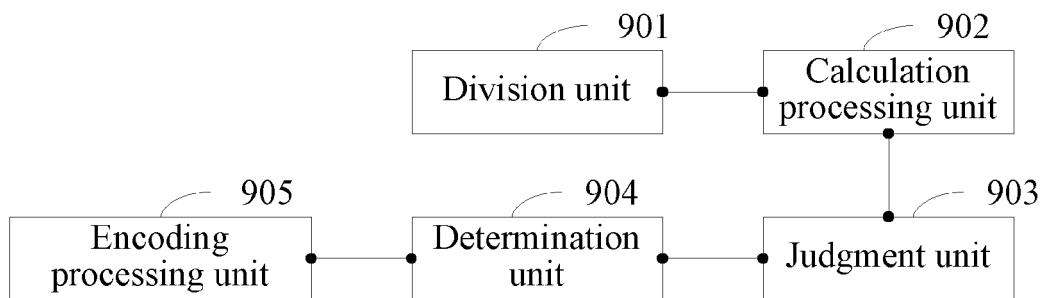 901
902
Division unit
Calculation
processing unit
905
904
903
Encoding
processing unit
Determination
unit
Judgment unit